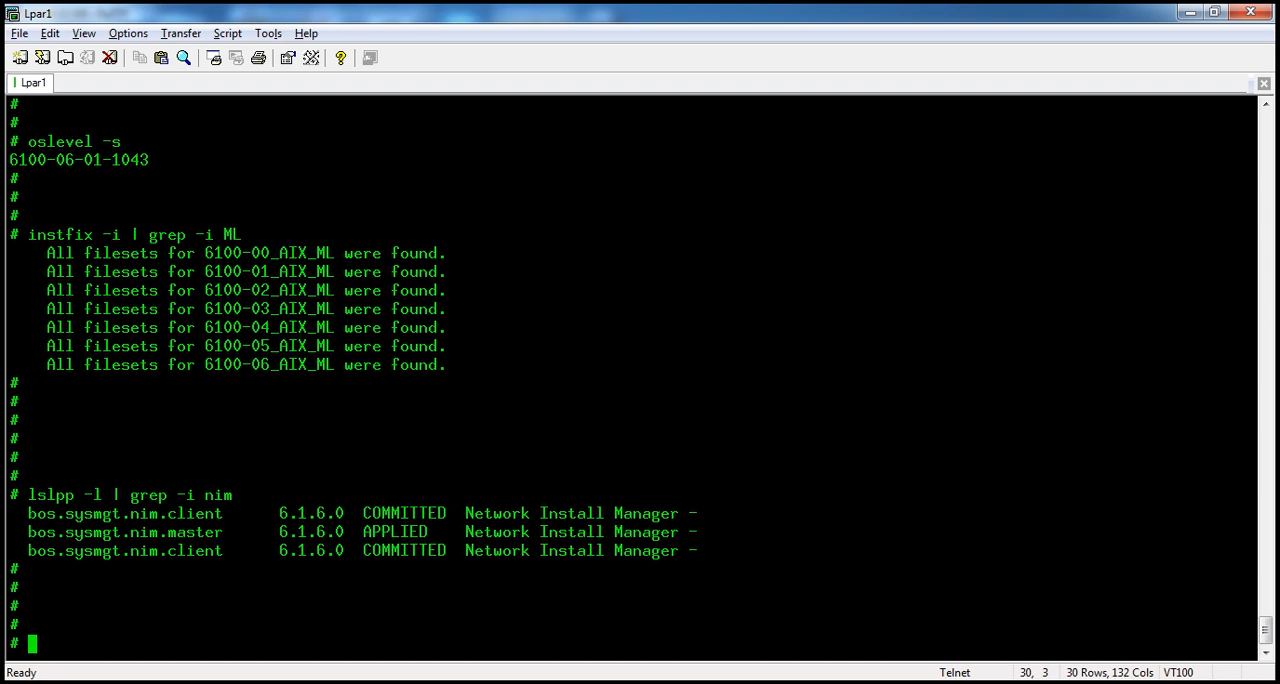 Lpar1
File Edit View Options Transfer Script Tools Help
Lpar1
#
#
# oslevel -s
6100-06-01-1043
#
#
#
# instfix -i | grep -i ML
All filesets for 6100-00_AIX_ML were found.
All filesets for 6100-01_AIX_ML were found.
All filesets for 6100-02_AIX_ML were found.
All filesets for 6100-03_AIX_ML were found.
All filesets for 6100-04_AIX_ML were found.
All filesets for 6100-05_AIX_ML were found.
All filesets for 6100-06_AIX_ML were found.
#
#
#
#
#
#
# lslpp -l | grep -i nim
bos.sysmgt.nim.client 6.1.6.0 COMMITTED Network Install Manager -
bos.sysmgt.nim.master 6.1.6.0 APPLIED Network Install Manager -
bos.sysmgt.nim.client 6.1.6.0 COMMITTED Network Install Manager -
#
#
#
#
#
Ready Telnet 30, 3 30 Rows, 132 Cols VT100